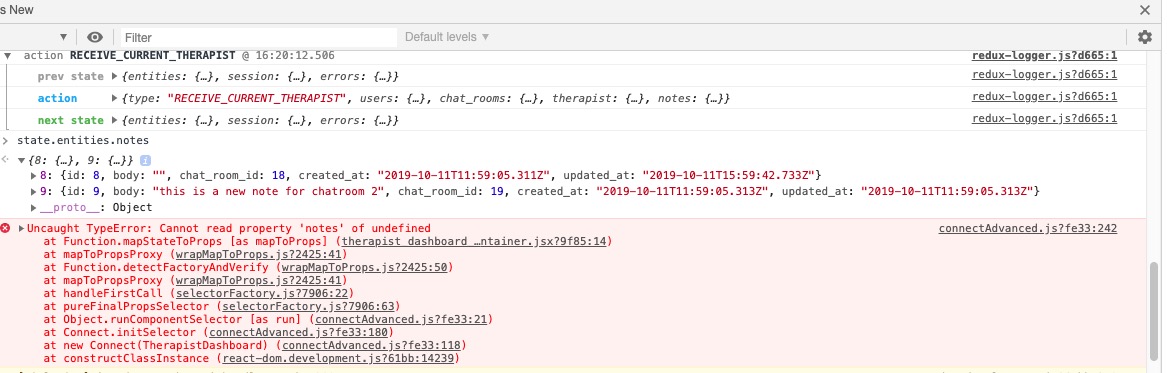 s New
Filter
Default levels ▼
▼ action RECEIVE_CURRENT_THERAPIST @ 16:20:12.506 redux-logger.js?d665:1
prev state ▶ {entities: {…}, session: {…}, errors: {…}} redux-logger.js?d665:1
action ▶ {type: "RECEIVE_CURRENT_THERAPIST", users: {…}, chat_rooms: {…}, therapist: {…}, notes: {…}} redux-logger.js?d665:1
next state ▶ {entities: {…}, session: {…}, errors: {…}} redux-logger.js?d665:1
> state.entities.notes
▼ {8: {…}, 9: {…}} i
▶ 8: {id: 8, body: "", chat_room_id: 18, created_at: "2019-10-11T11:59:05.311Z", updated_at: "2019-10-11T15:59:42.733Z"}
▶ 9: {id: 9, body: "this is a new note for chatroom 2", chat_room_id: 19, created_at: "2019-10-11T11:59:05.313Z", updated_at: "2019-10-11T11:59:05.313Z"}
▶ __proto__: Object
▶ Uncaught TypeError: Cannot read property 'notes' of undefined connectAdvanced.js?fe33:242
at Function.mapStateToProps [as mapToProps] (therapist dashboard …ntainer.jsx?9f85:14)
at mapToPropsProxy (wrapMapToProps.js?2425:41)
at Function.detectFactoryAndVerify (wrapMapToProps.js?2425:50)
at mapToPropsProxy (wrapMapToProps.js?2425:41)
at handleFirstCall (selectorFactory.js?7906:22)
at pureFinalPropsSelector (selectorFactory.js?7906:63)
at Object.runComponentSelector [as run] (connectAdvanced.js?fe33:21)
at Connect.initSelector (connectAdvanced.js?fe33:180)
at new Connect(TherapistDashboard) (connectAdvanced.js?fe33:118)
at constructClassInstance (react-dom.development.js?61bb:14239)